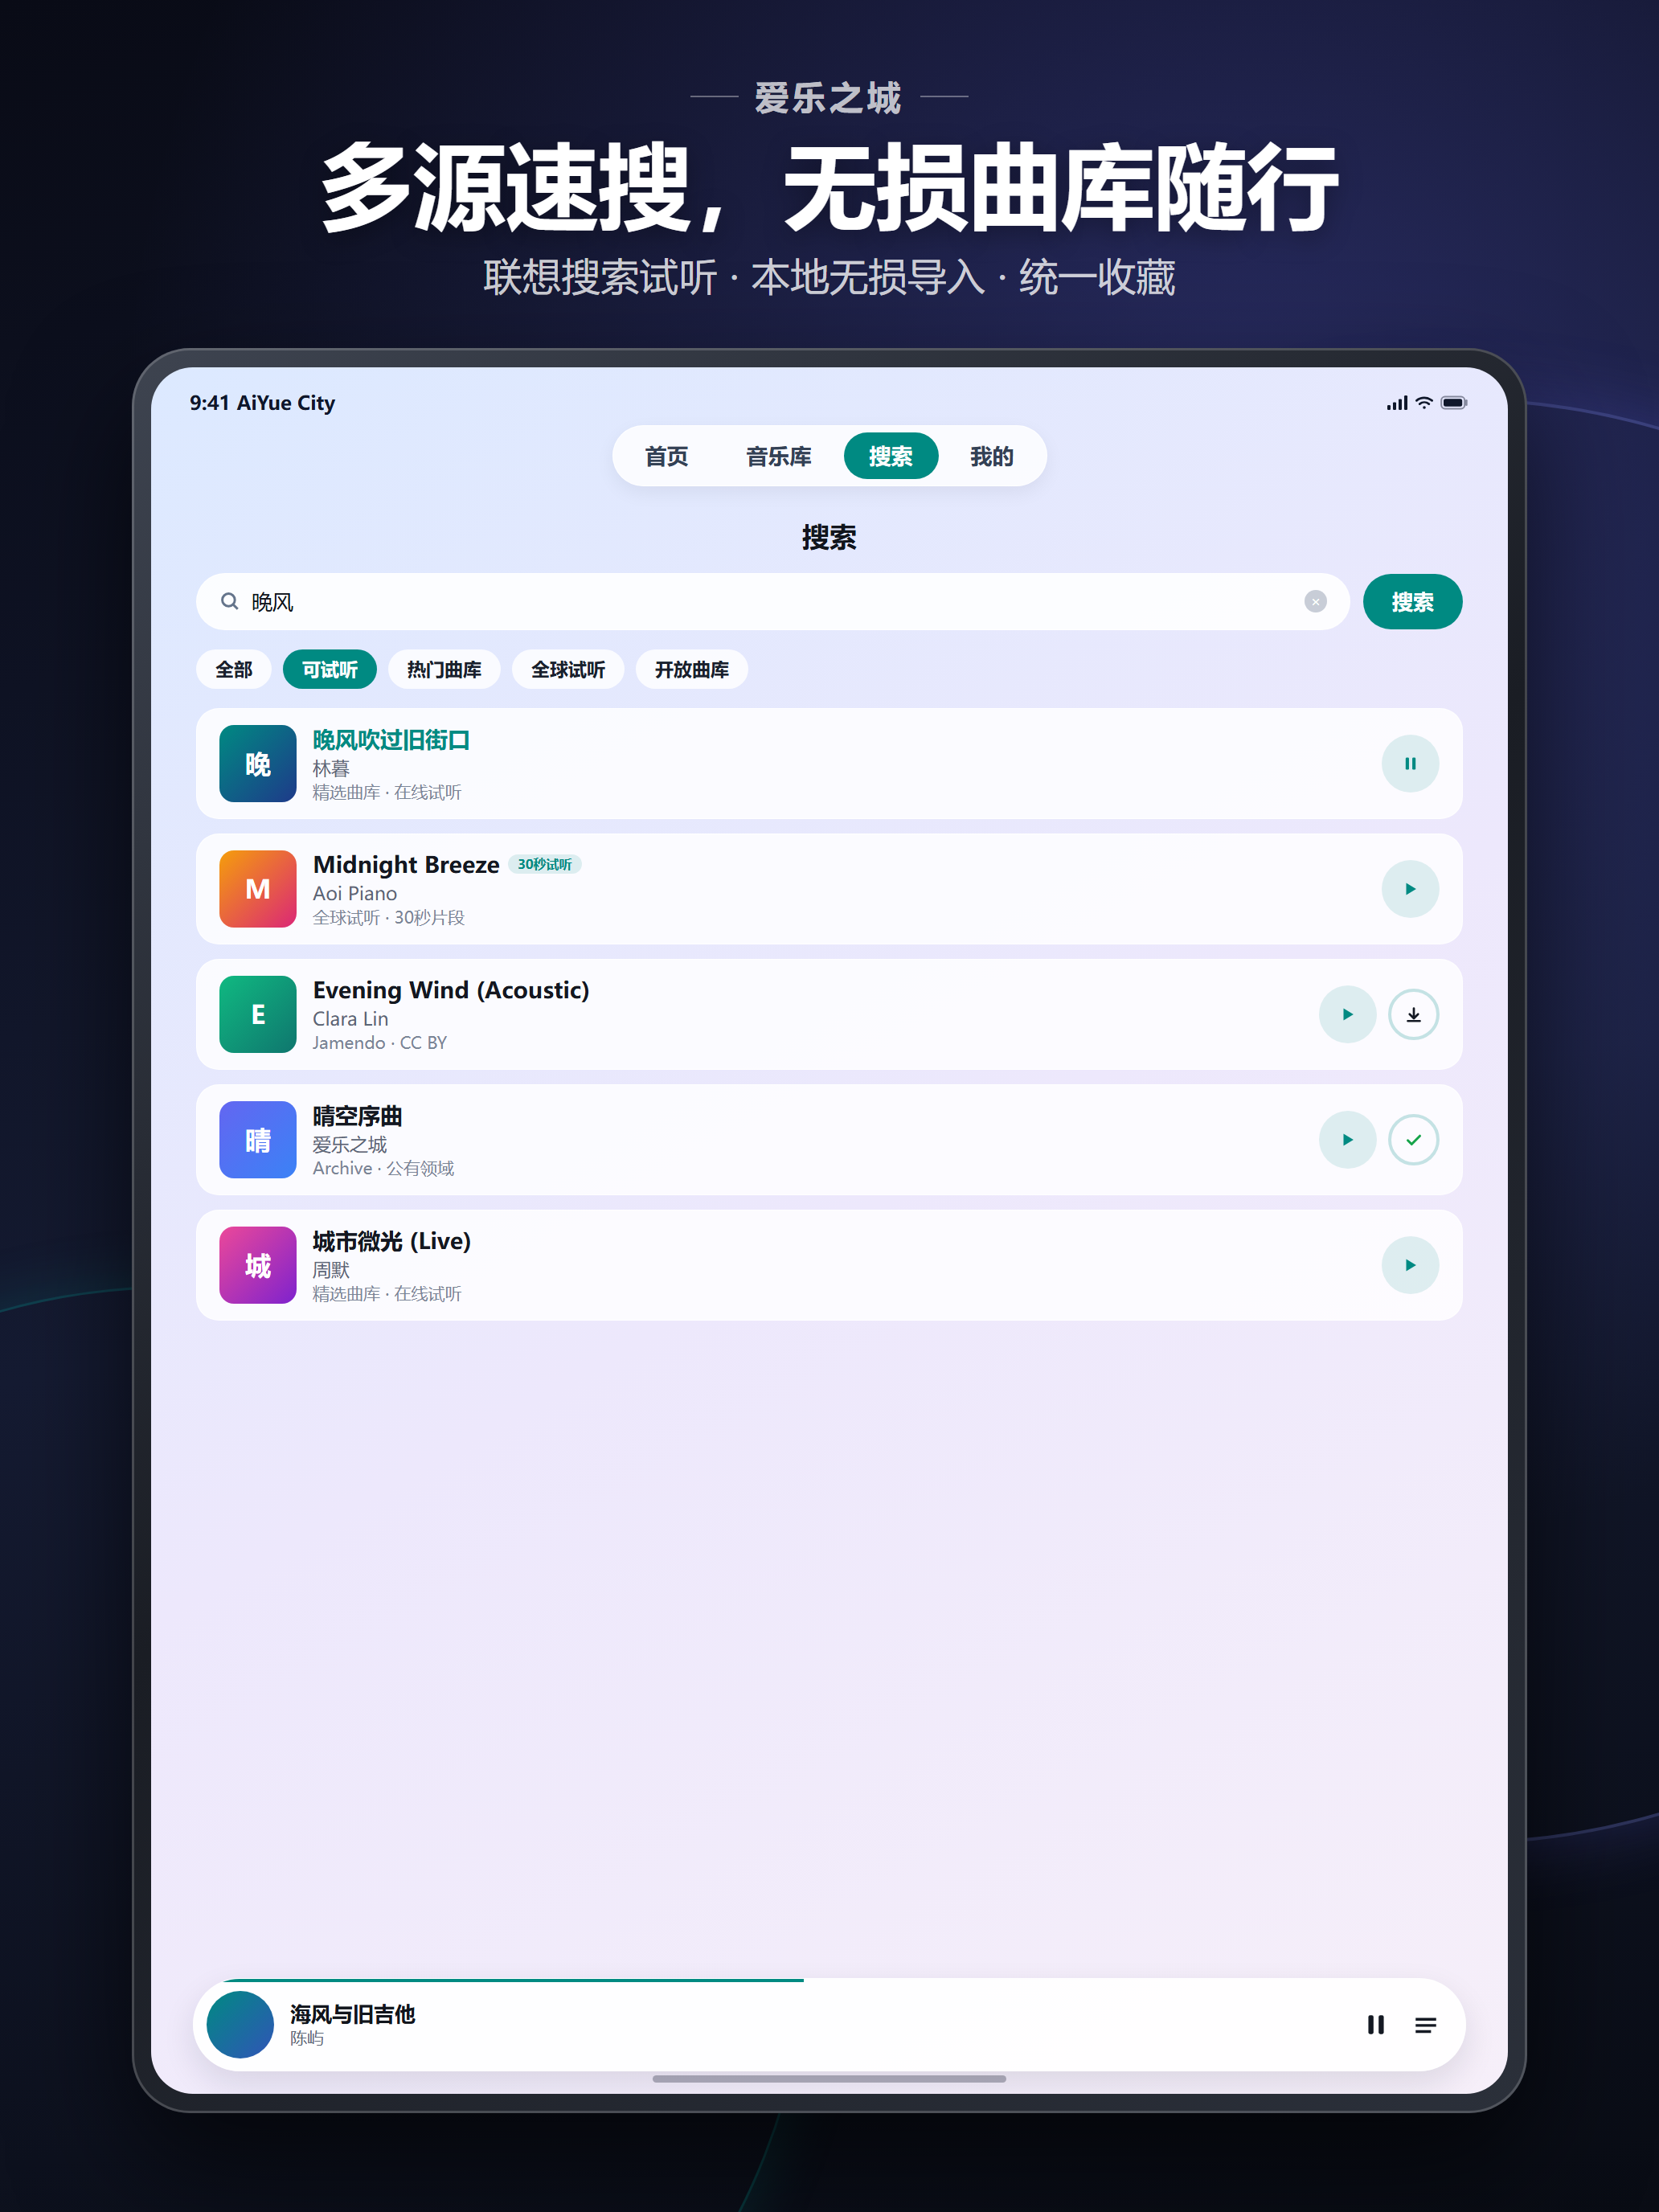 爱乐之城
多源速搜，无损曲库随行
联想搜索试听 · 本地无损导入 · 统一收藏
9:41 AiYue City
首页 音乐库 搜索 我的
搜索
晚风 搜索
全部 可试听 热门曲库 全球试听 开放曲库
晚
晚风吹过旧街口
林暮
精选曲库 · 在线试听
M
Midnight Breeze 30秒试听
Aoi Piano
全球试听 · 30秒片段
E
Evening Wind (Acoustic)
Clara Lin
Jamendo · CC BY
晴
晴空序曲
爱乐之城
Archive · 公有领域
城
城市微光 (Live)
周默
精选曲库 · 在线试听
海风与旧吉他
陈屿